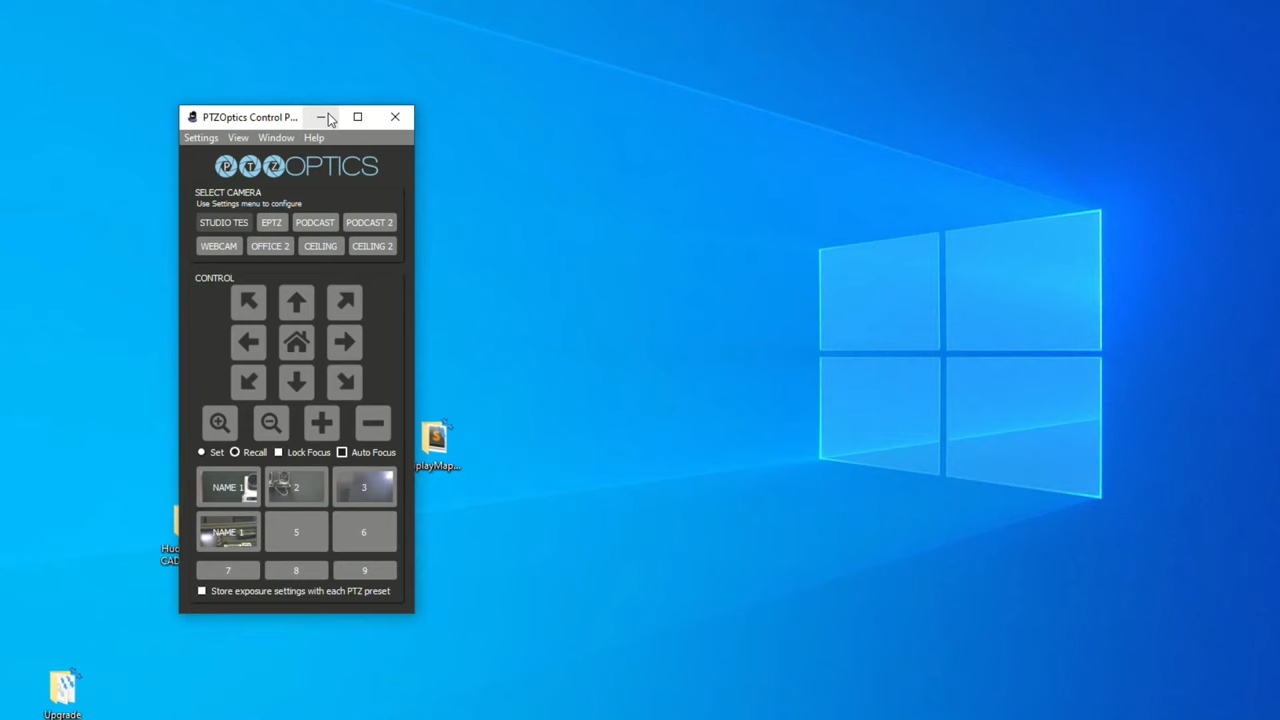 PTZOptics Control P...
Settings View Window Help
PTZOPTICS
SELECT CAMERA
Use Settings menu to configure
STUDIO TES EPTZ PODCAST PODCAST 2
WEBCAM OFFICE 2 CEILING CEILING 2
CONTROL
Set Recall Lock Focus Auto Focus
NAME 1 2 3
NAME 1 5 6
7 8 9
Store exposure settings with each PTZ preset
Upgrade